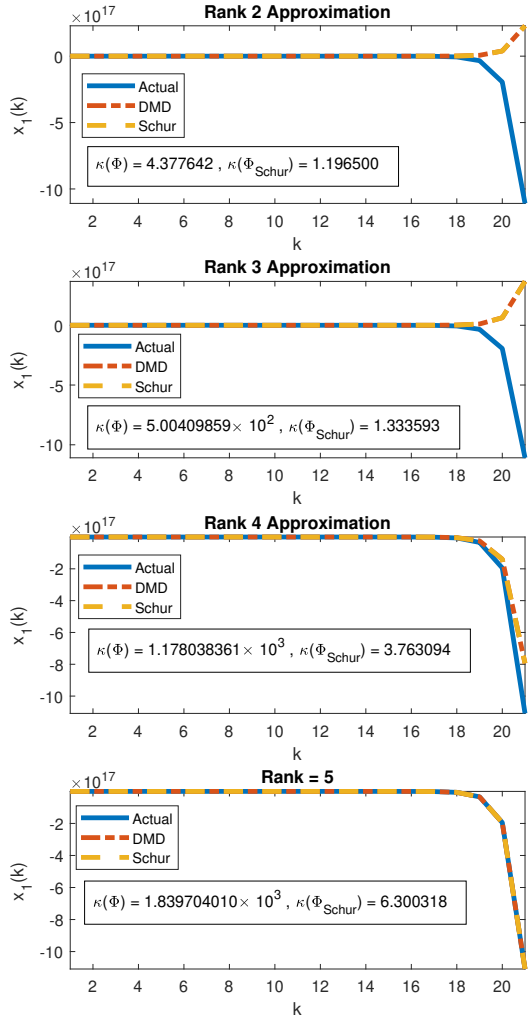 Rank 2 Approximation
×10^17
0
-5
-10
x_1(k)
Actual
DMD
Schur
κ(Φ) = 4.377642 , κ(Φ_Schur) = 1.196500
2 4 6 8 10 12 14 16 18 20
k
Rank 3 Approximation
×10^17
0
-5
-10
x_1(k)
Actual
DMD
Schur
κ(Φ) = 5.00409859× 10^2 , κ(Φ_Schur) = 1.333593
2 4 6 8 10 12 14 16 18 20
k
Rank 4 Approximation
×10^17
-2
-4
-6
-8
-10
x_1(k)
Actual
DMD
Schur
κ(Φ) = 1.178038361× 10^3 , κ(Φ_Schur) = 3.763094
2 4 6 8 10 12 14 16 18 20
k
Rank = 5
×10^17
-2
-4
-6
-8
-10
x_1(k)
Actual
DMD
Schur
κ(Φ) = 1.839704010× 10^3 , κ(Φ_Schur) = 6.300318
2 4 6 8 10 12 14 16 18 20
k